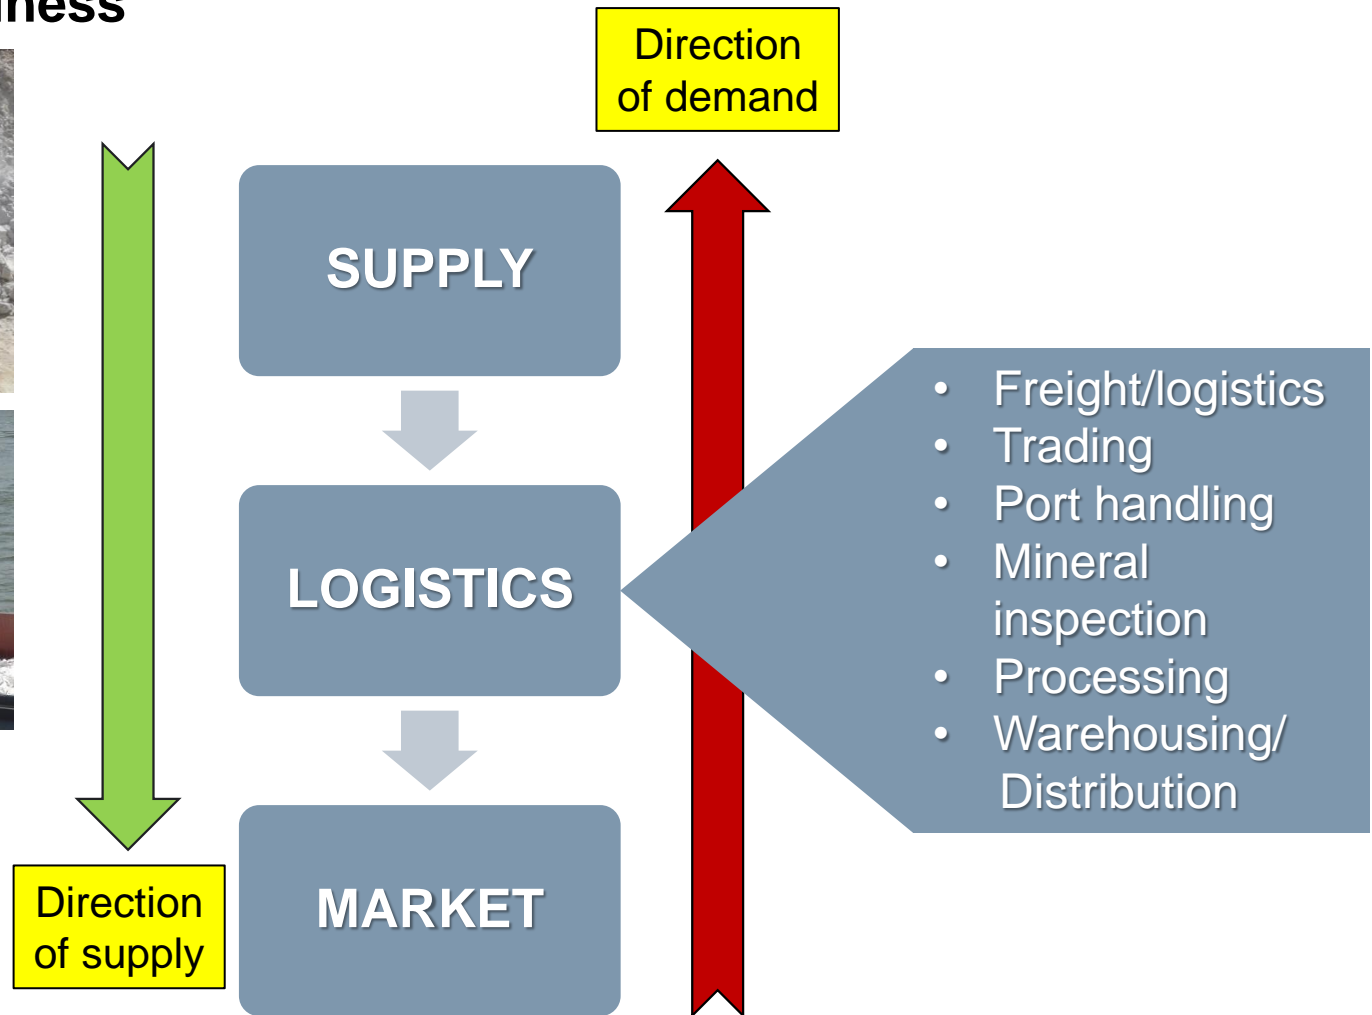 Direction
of demand
SUPPLY
LOGISTICS
MARKET
Direction
of supply
• Freight/logistics
• Trading
• Port handling
• Mineral
inspection
• Processing
• Warehousing/
Distribution